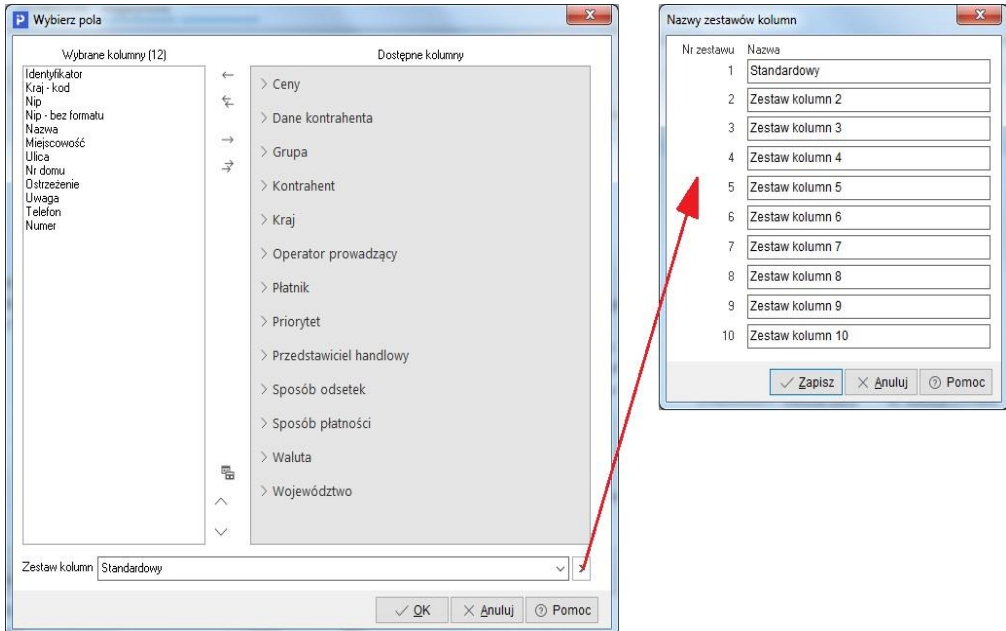 Wybierz pola
Wybrane kolumny (12)
Identyfikator
Kraj - kod
Nip
Nip - bez formatu
Nazwa
Miejscowość
Ulica
Nr domu
Ostrzeżenie
Uwaga
Telefon
Numer
Dostępne kolumny
Ceny
Dane kontrahenta
Grupa
Kontrahent
Kraj
Operator prowadzący
Płatnik
Priorytet
Przedstawiciel handlowy
Sposób odsetek
Sposób płatności
Waluta
Województwo
Zestaw kolumn Standardowy
OK Anuluj Pomoc
Nazwy zestawów kolumn
Nr zestawu Nazwa
1 Standardowy
2 Zestaw kolumn 2
3 Zestaw kolumn 3
4 Zestaw kolumn 4
5 Zestaw kolumn 5
6 Zestaw kolumn 6
7 Zestaw kolumn 7
8 Zestaw kolumn 8
9 Zestaw kolumn 9
10 Zestaw kolumn 10
Zapisz Anuluj Pomoc